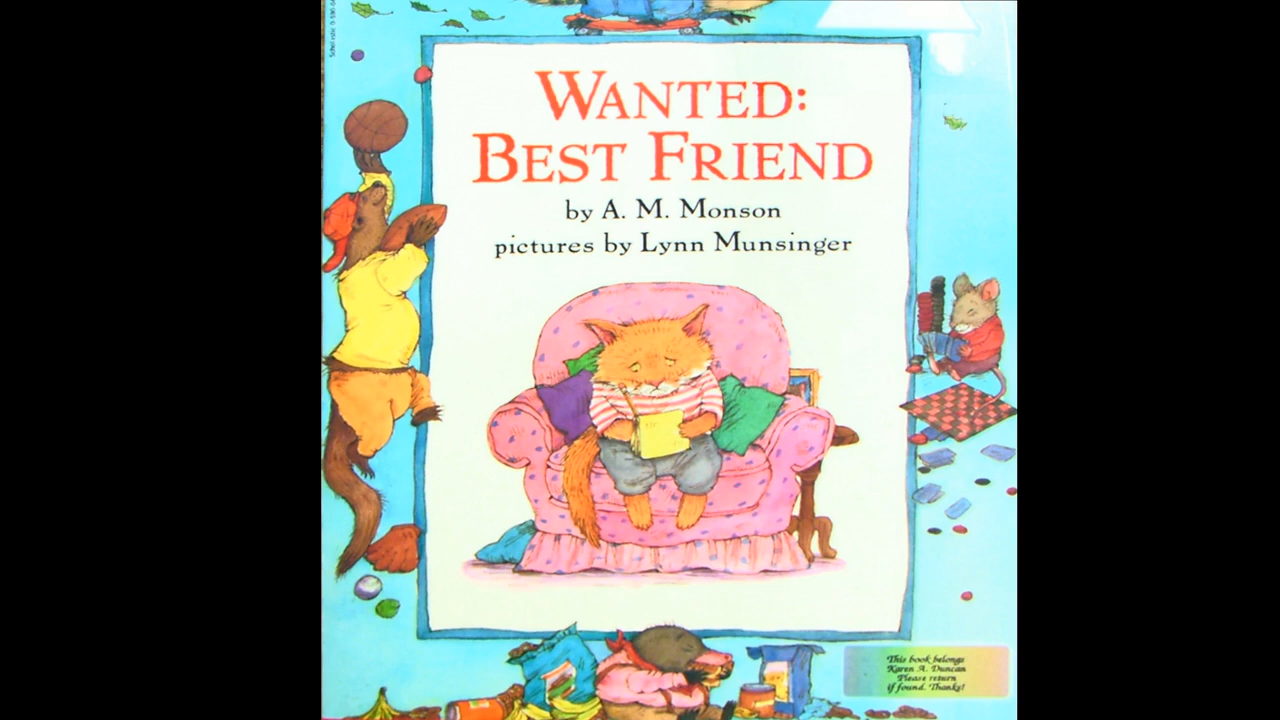 WANTED:
BEST FRIEND
by A. M. Monson
pictures by Lynn Munsinger
This book belongs
Karen A. Duncan
Please return
if found. Thanks!